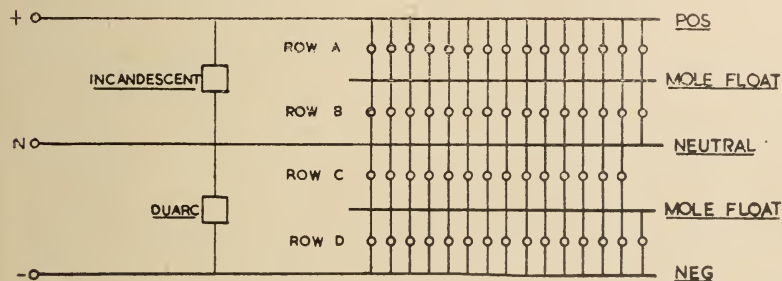 + POS
ROW A
INCANDESCENT MOLE FLOAT
ROW B
N NEUTRAL
ROW C
DUARC MOLE FLOAT
ROW D
- NEG